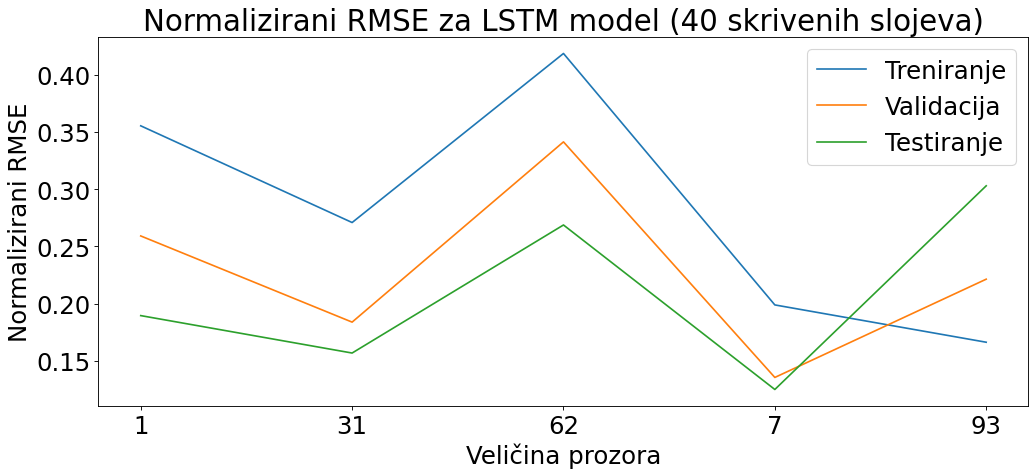 Normalizirani RMSE za LSTM model (40 skrivenih slojeva)
Normalizirani RMSE
0.40
0.35
0.30
0.25
0.20
0.15
Treniranje
Validacija
Testiranje
1 31 62 7 93
Veličina prozora